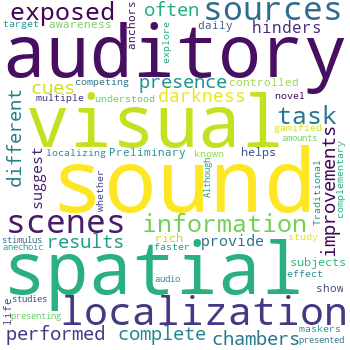 exposed often sources
target awareness anchors daily hinders
auditory
cues presence explore controlled
multiple understood competing darkness novel gamified
different visual task
localizing Preliminary helps known amounts
suggest whether sound Although Traditional complementary improvements
scenes information
results rich provide study
stimulus faster subjects
anechoic spatial effect
life audio show
studies localization maskers
presenting presented
performed complete chambers